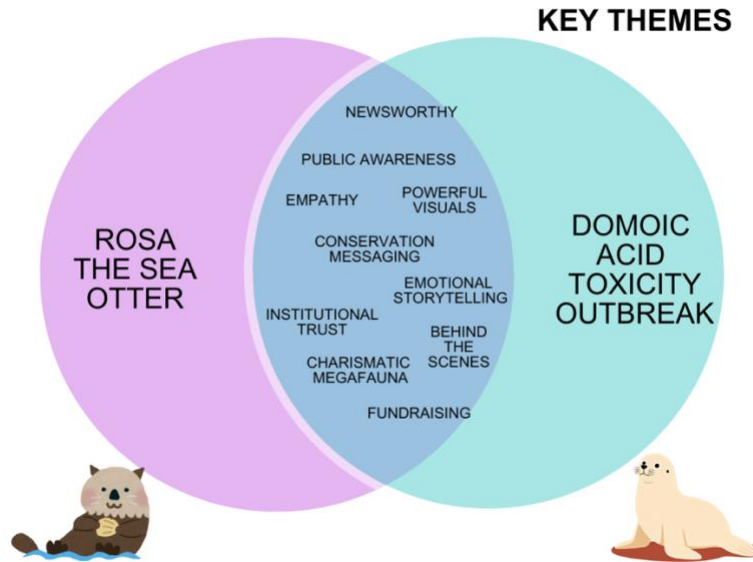 KEY THEMES
NEWSWORTHY
PUBLIC AWARENESS
EMPATHY
POWERFUL
VISUALS
CONSERVATION
MESSAGING
EMOTIONAL
STORYTELLING
INSTITUTIONAL
TRUST
BEHIND
THE
SCENES
CHARISMATIC
MEGAFAUNA
FUNDRAISING
ROSA
THE SEA
OTTER
DOMOIC
ACID
TOXICITY
OUTBREAK